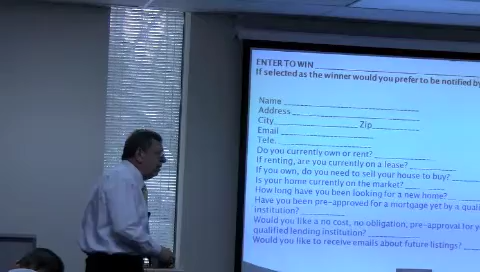 ENTER TO WIN
If selected as the winner would you prefer to be notified by
Name
Address
City Zip
Email
Tele.
Do you currently own or rent?
If renting, are you currently on a lease?
If you own, do you need to sell your house to buy?
Is your home currently on the market?
How long have you been looking for a new home?
Have you been pre-approved for a mortgage yet by a quali
institution?
Would you like a no cost, no obligation, pre-approval for y
qualified lending institution?
Would you like to receive emails about future listings?